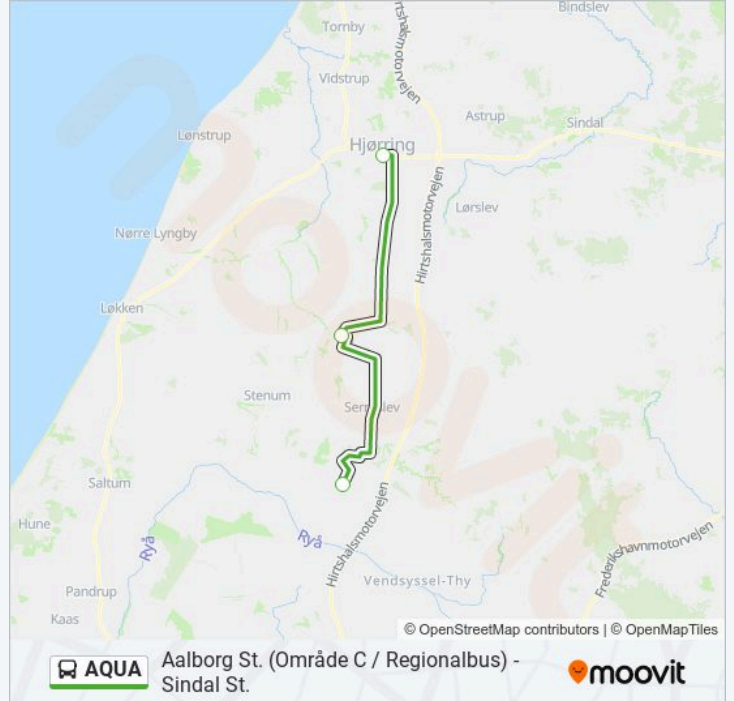 Bindslev
Tornby
Hirtshalsmotorvejen
Vidstrup
Astrup
Sindal
Lønstrup
Hjørring
Lørslev
Hirtshalsmotorvejen
Nørre Lyngby
Løkken
Stenum
Saltum
Hune
Ryå
Ryå
Hirtshalsmotorvejen
Frederikshavnmotorvejen
Pandrup
Vendsyssel-Thy
Kaas
© OpenStreetMap contributors | © OpenMapTiles
AQUA
Aalborg St. (Område C / Regionalbus) -
Sindal St.
moovit